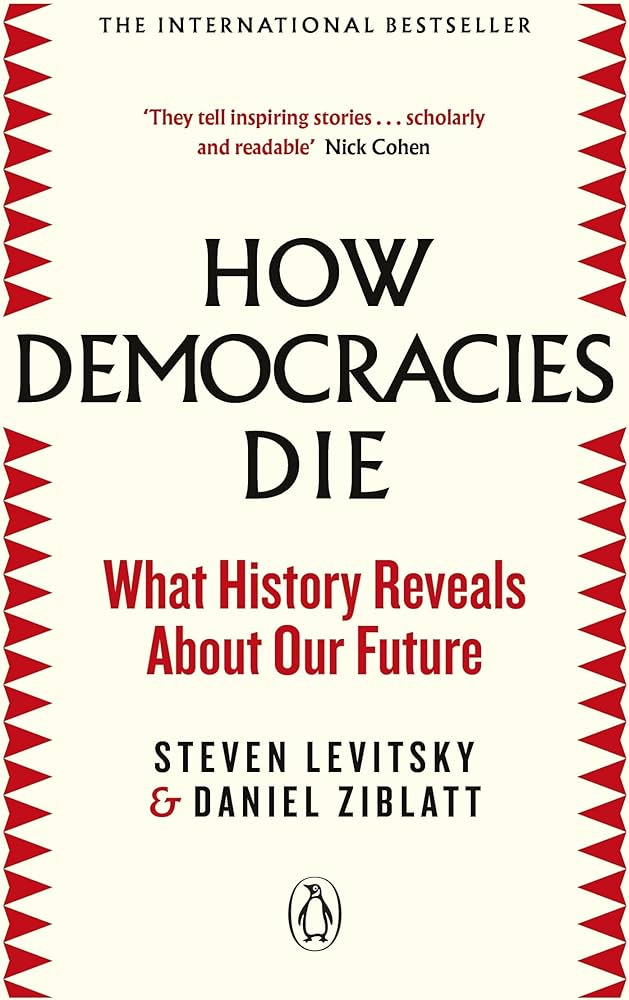 THE INTERNATIONAL BESTSELLER
‘They tell inspiring stories . . . scholarly
and readable’ Nick Cohen
HOW
DEMOCRACIES
DIE
What History Reveals
About Our Future
STEVEN LEVITSKY
& DANIEL ZIBLATT